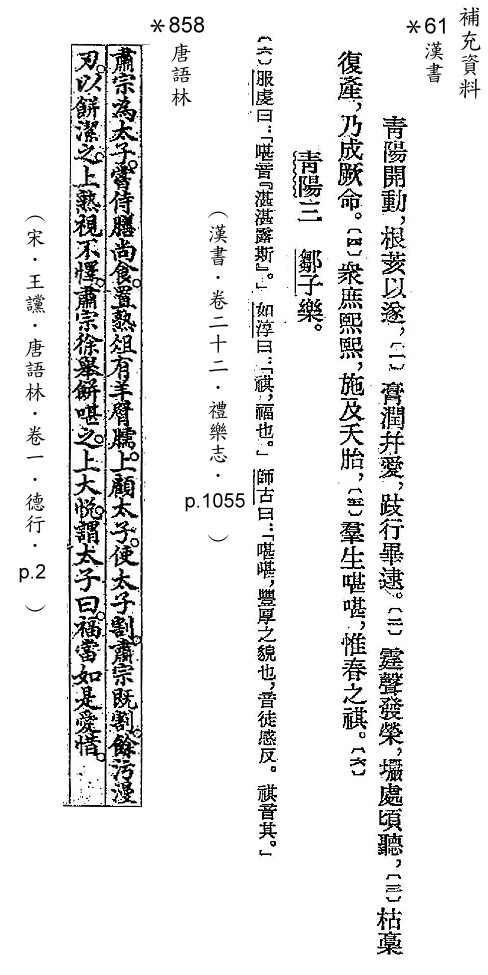 補充資料
*61 漢書
青陽開動,根荄以遂,〔一〕膏潤并愛,跂行畢逮。〔二〕霆聲發榮,壧處頃聽,〔三〕枯槀
復產,乃成厥命。〔四〕衆庶熙熙,施及夭胎,〔五〕羣生啿啿,惟春之祺。〔六〕
青陽三 鄒子樂。
〔六〕服虔曰:「啿音『湛湛露斯』。」如淳曰:「祺,福也。」師古曰:「啿啿,豐厚之貌也,音徒感反。祺音其。」
(漢書.卷二十二.禮樂志.p.1055)
*858 唐語林
肅宗為太子。嘗侍膳尚食。置熟俎有羊臂臑。上顧太子。使太子割。肅宗既割。餘污漫
刃。以餅潔之。上熟視不懌。肅宗徐舉餅啿之。上大悅。謂太子曰。福當如是愛惜。
(宋.王讜.唐語林.卷一.德行.p.2)